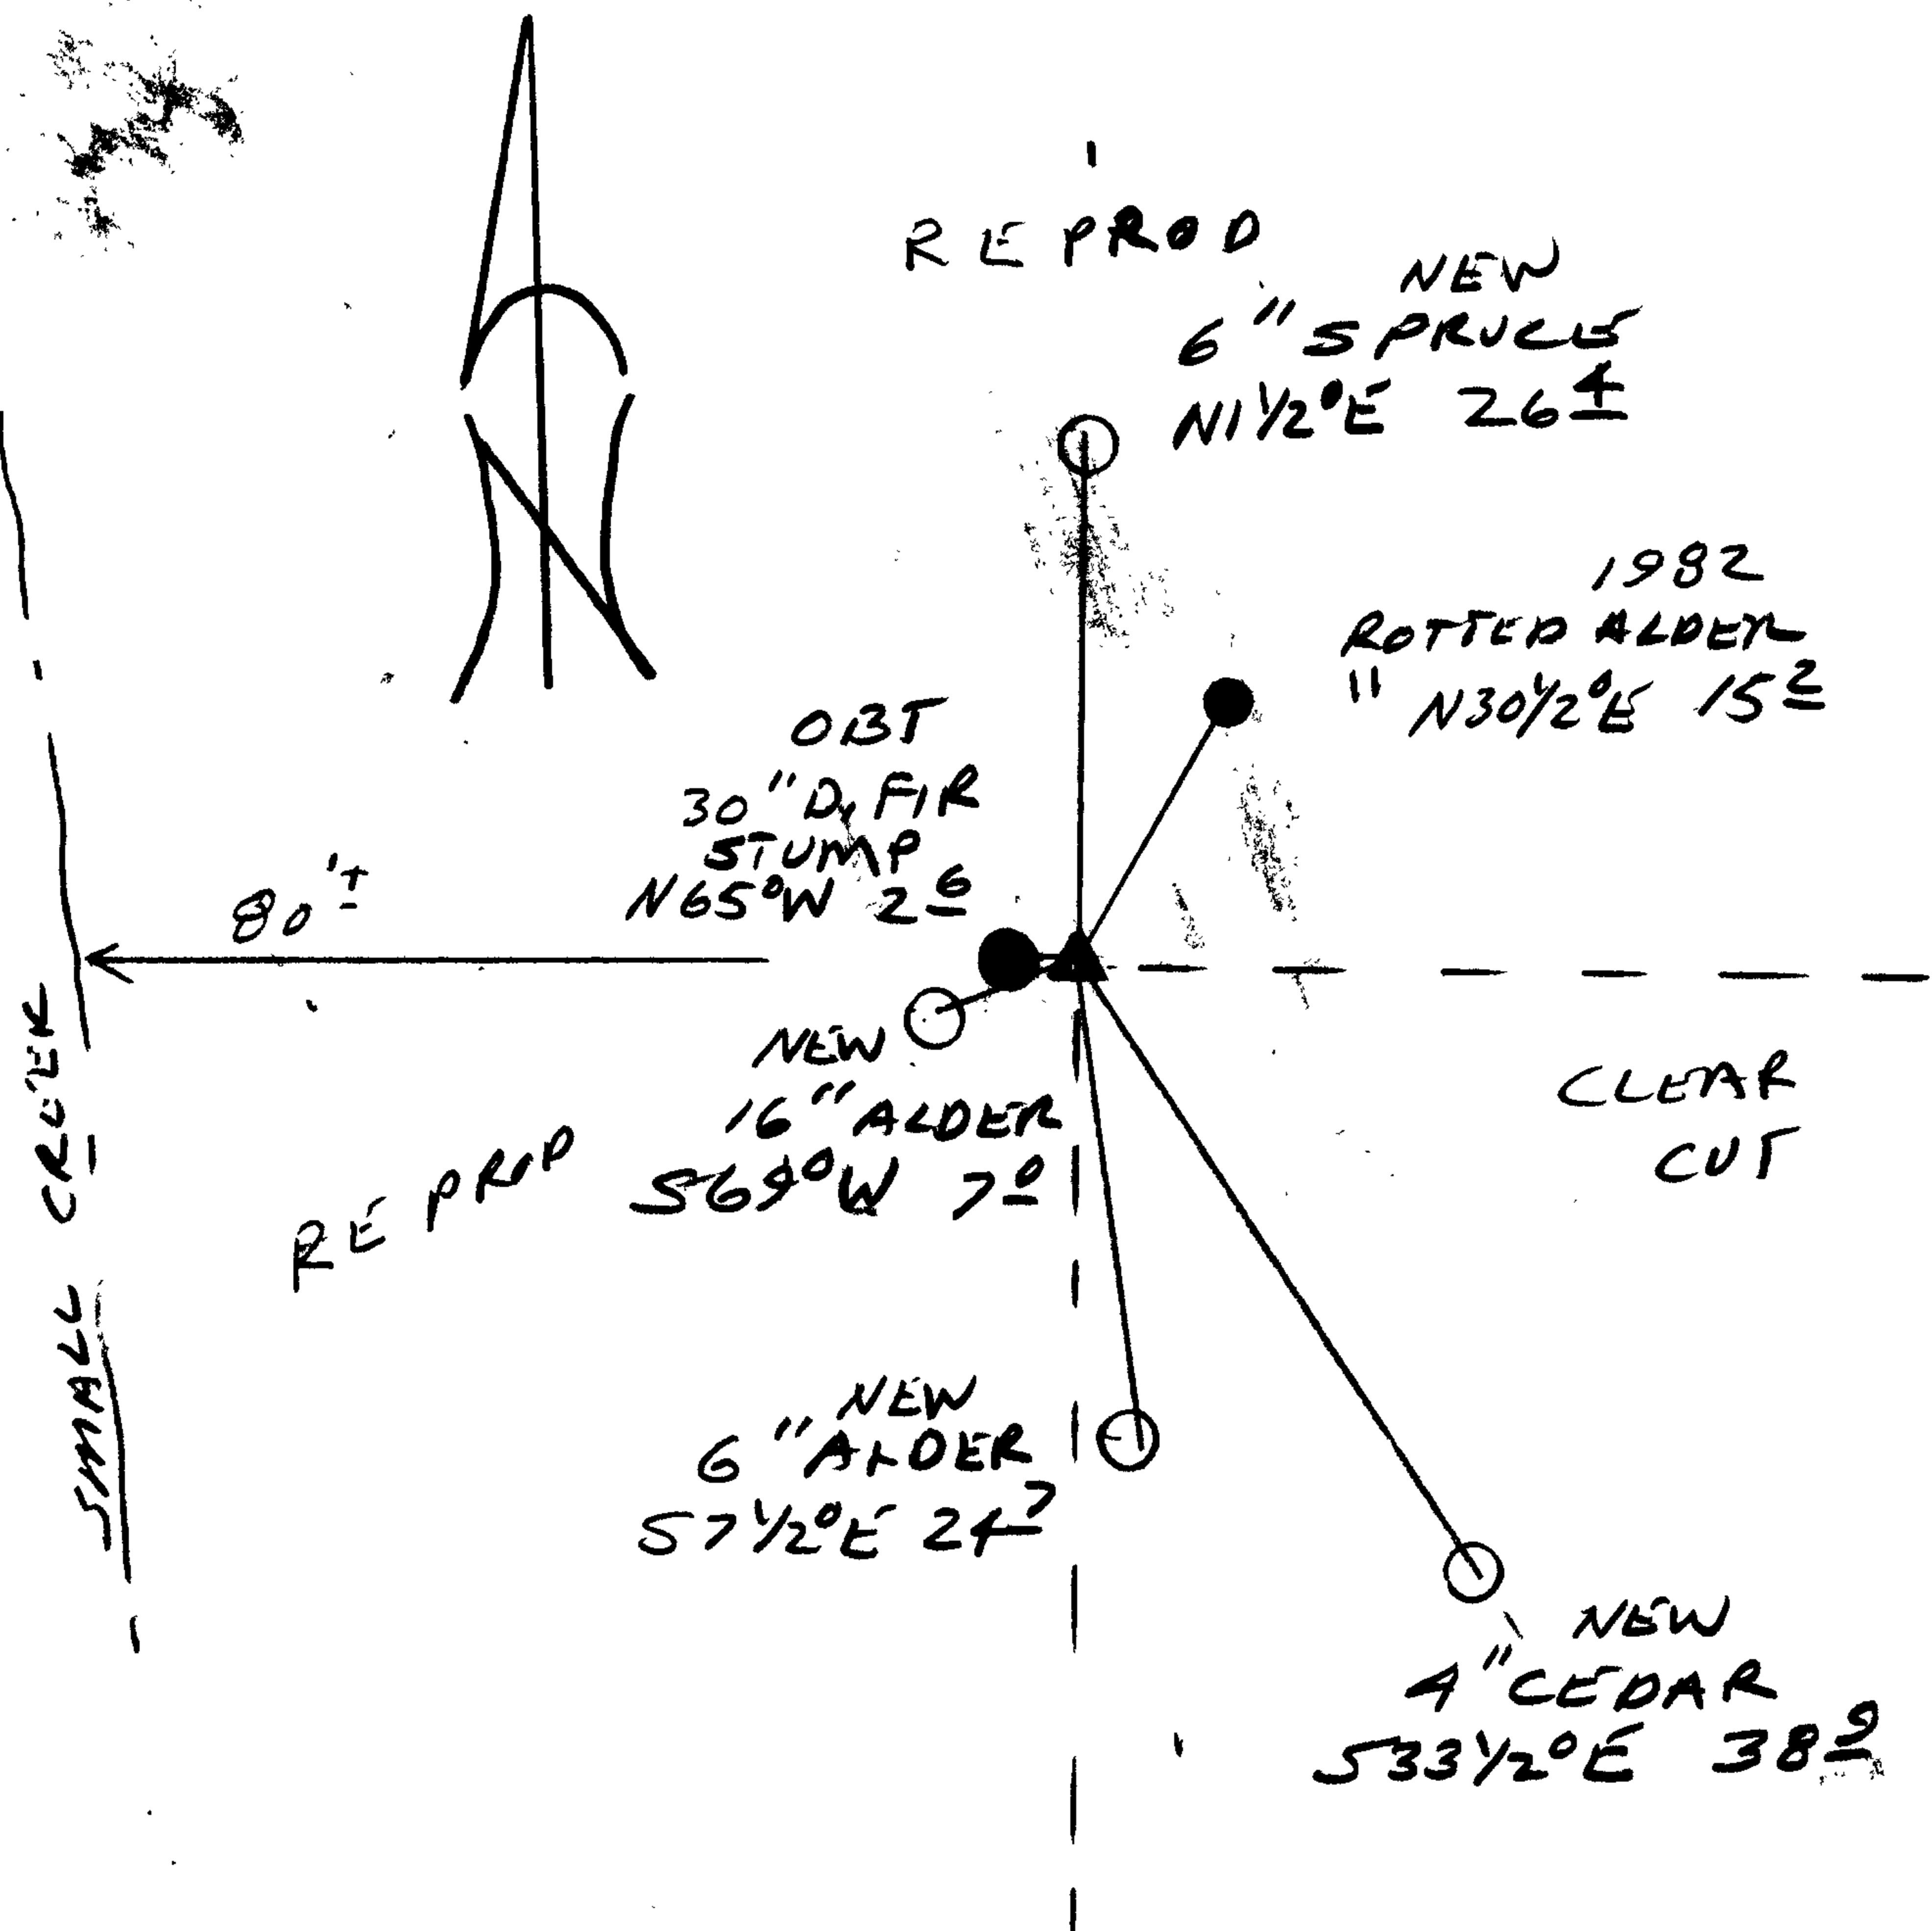 N
REPROD
NEW
6" SPRUCE
N1½°E 26 4
1982
ROTTED ALDER
" N30½°E 15 2
OBT
30" D. FIR
STUMP
N65°W 2 6
80'±
NEW
16" ALDER
S69°W 7 0
CLEAR
CUT
REPROD
SMALL CREEK
NEW
6" ALDER
S7½°E 24 7
NEW
4" CEDAR
S33½°E 38 9